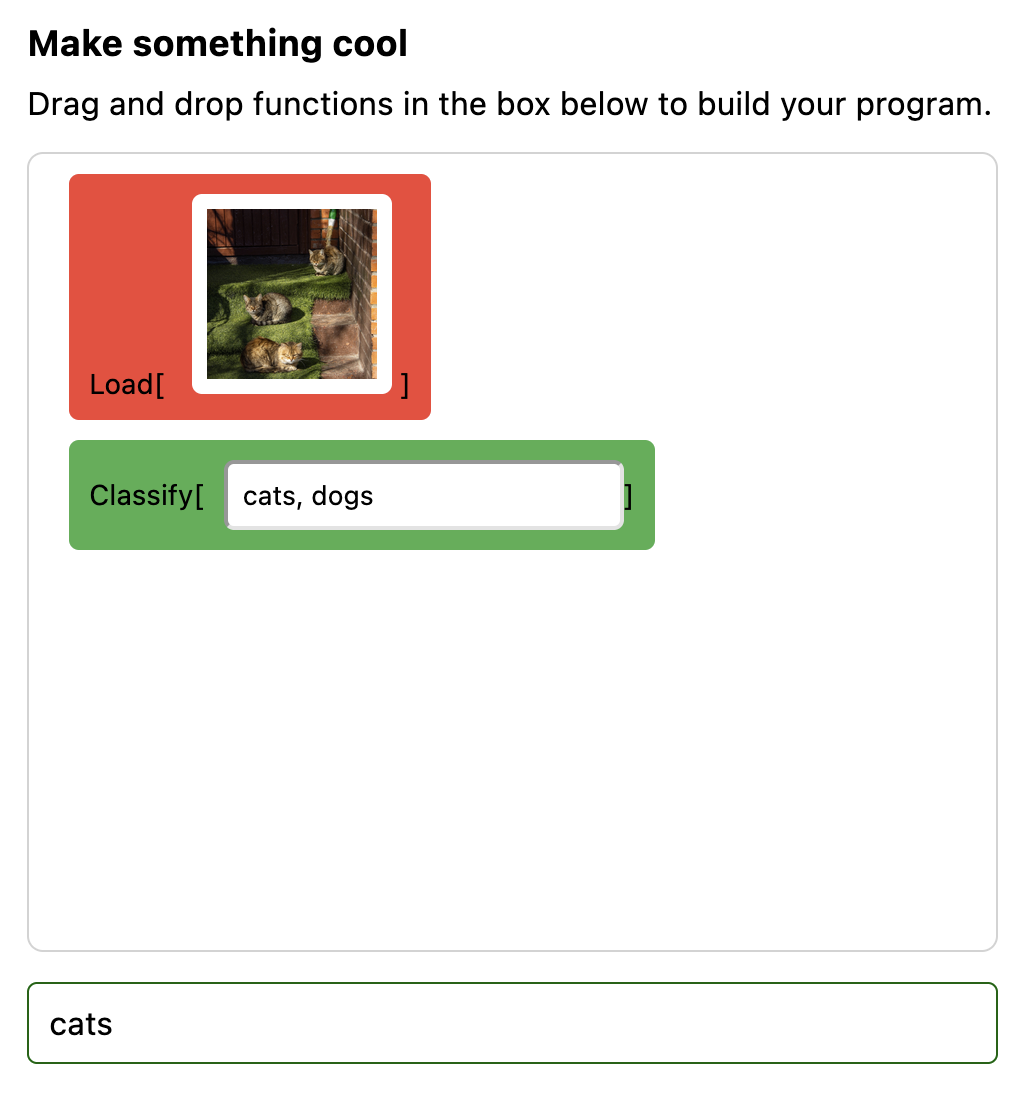 Make something cool
Drag and drop functions in the box below to build your program.
Load[ ]
Classify[ cats, dogs ]
cats